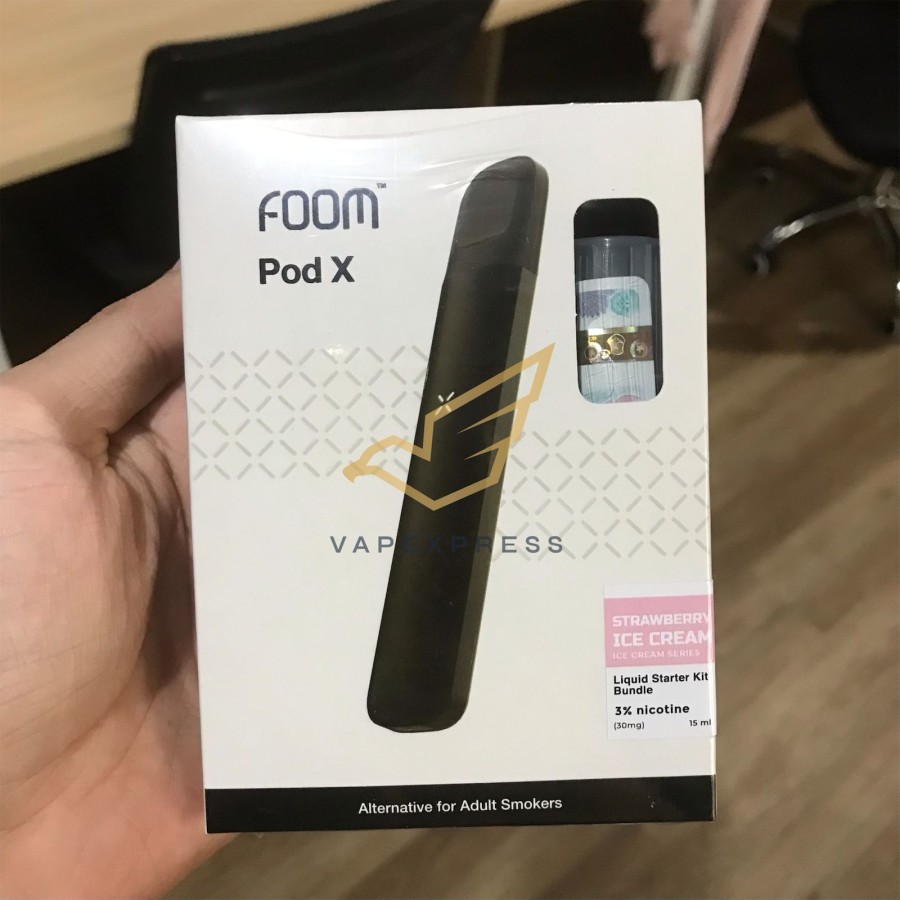 FOOM™
Pod X
VAPEXPRESS
STRAWBERRY
ICE CREAM
ICE CREAM SERIES
Liquid Starter Kit
Bundle
3% nicotine
(30mg) 15 ml
Alternative for Adult Smokers